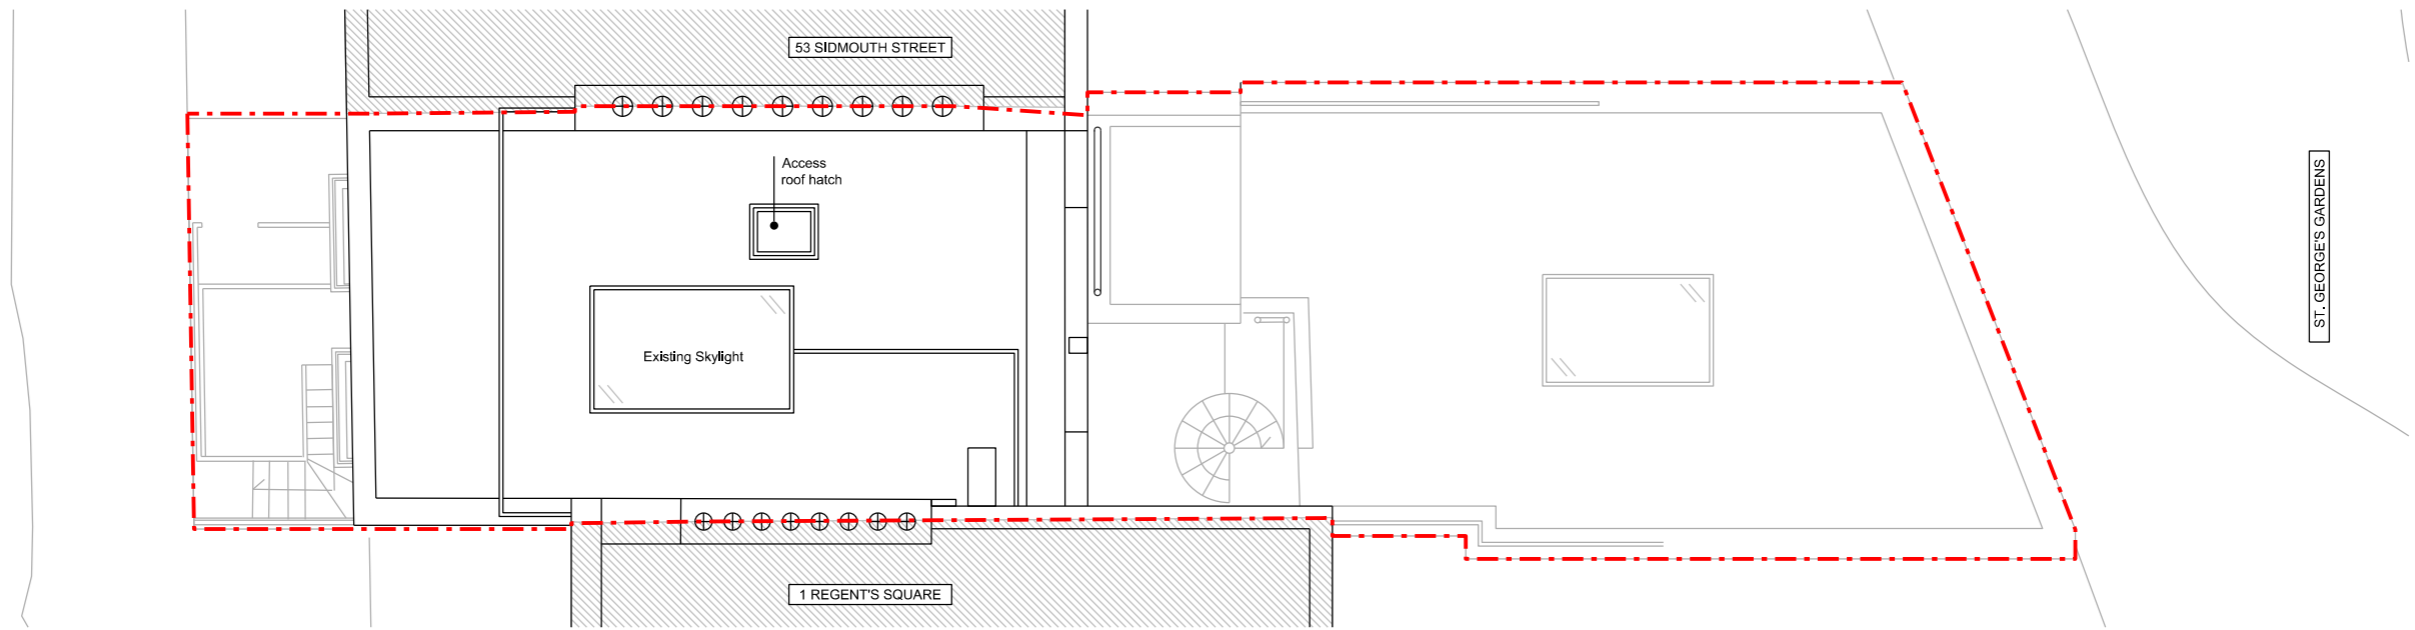 53 SIDMOUTH STREET
Access
roof hatch
Existing Skylight
ST. GEORGE'S GARDENS
1 REGENT'S SQUARE